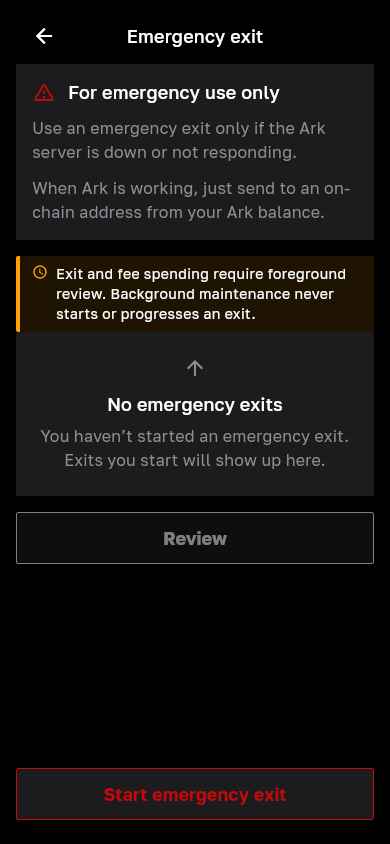 Emergency exit
For emergency use only
Use an emergency exit only if the Ark
server is down or not responding.
When Ark is working, just send to an on-
chain address from your Ark balance.
Exit and fee spending require foreground
review. Background maintenance never
starts or progresses an exit.
No emergency exits
You haven’t started an emergency exit.
Exits you start will show up here.
Review
Start emergency exit